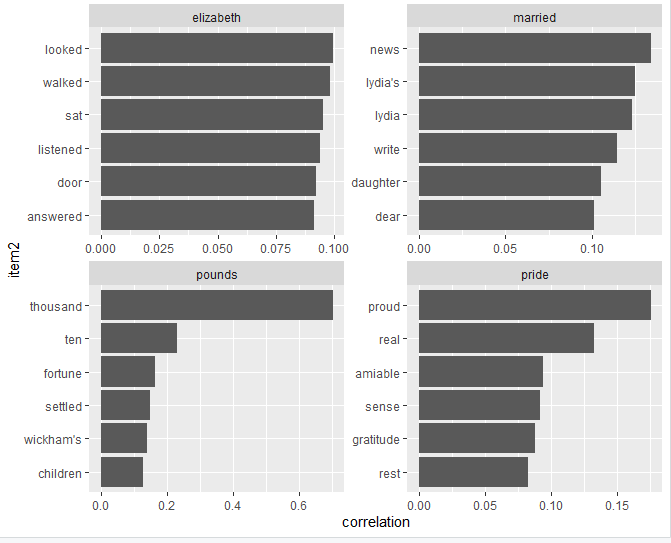 elizabeth
looked
walked
sat
listened
door
answered
0.000 0.025 0.050 0.075 0.100
married
news
lydia's
lydia
write
daughter
dear
0.00 0.05 0.10
item2
pounds
thousand
ten
fortune
settled
wickham's
children
0.0 0.2 0.4 0.6
pride
proud
real
amiable
sense
gratitude
rest
0.00 0.05 0.10 0.15
correlation